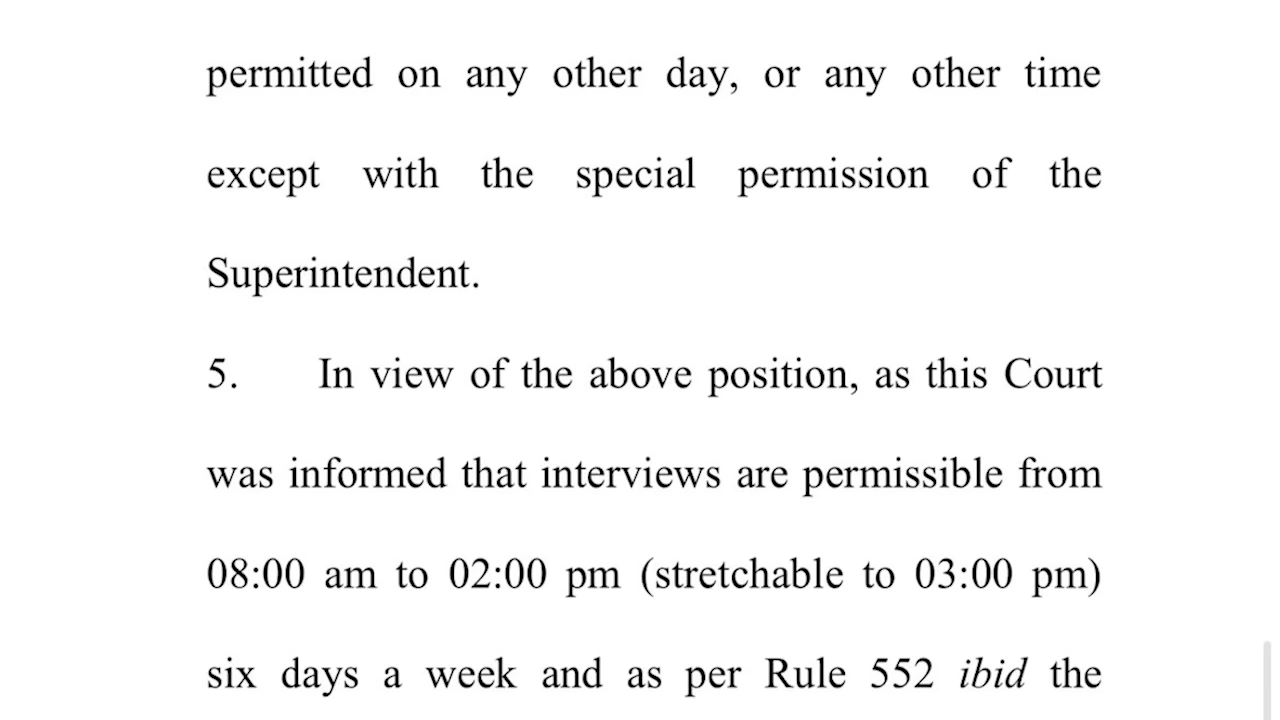 permitted on any other day, or any other time
except with the special permission of the
Superintendent.
5. In view of the above position, as this Court
was informed that interviews are permissible from
08:00 am to 02:00 pm (stretchable to 03:00 pm)
six days a week and as per Rule 552 ibid the